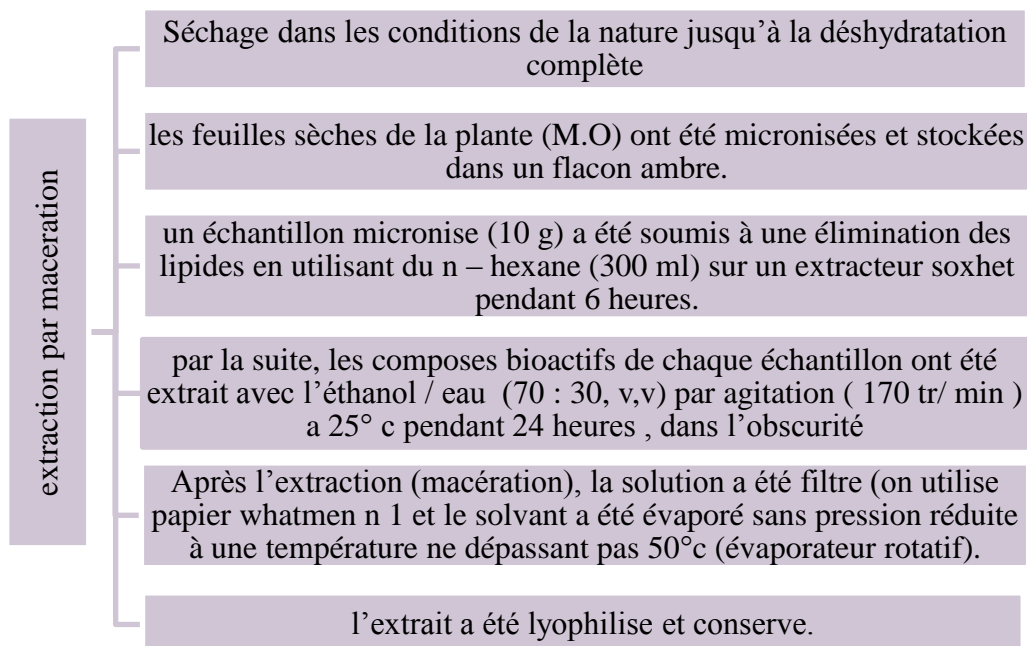 extraction par maceration
Séchage dans les conditions de la nature jusqu’à la déshydratation
complète
les feuilles sèches de la plante (M.O) ont été micronisées et stockées
dans un flacon ambre.
un échantillon micronise (10 g) a été soumis à une élimination des
lipides en utilisant du n – hexane (300 ml) sur un extracteur soxhet
pendant 6 heures.
par la suite, les composes bioactifs de chaque échantillon ont été
extrait avec l’éthanol / eau (70 : 30, v,v) par agitation ( 170 tr/ min )
a 25° c pendant 24 heures , dans l’obscurité
Après l’extraction (macération), la solution a été filtre (on utilise
papier whatmen n 1 et le solvant a été évaporé sans pression réduite
à une température ne dépassant pas 50°c (évaporateur rotatif).
l’extrait a été lyophilise et conserve.